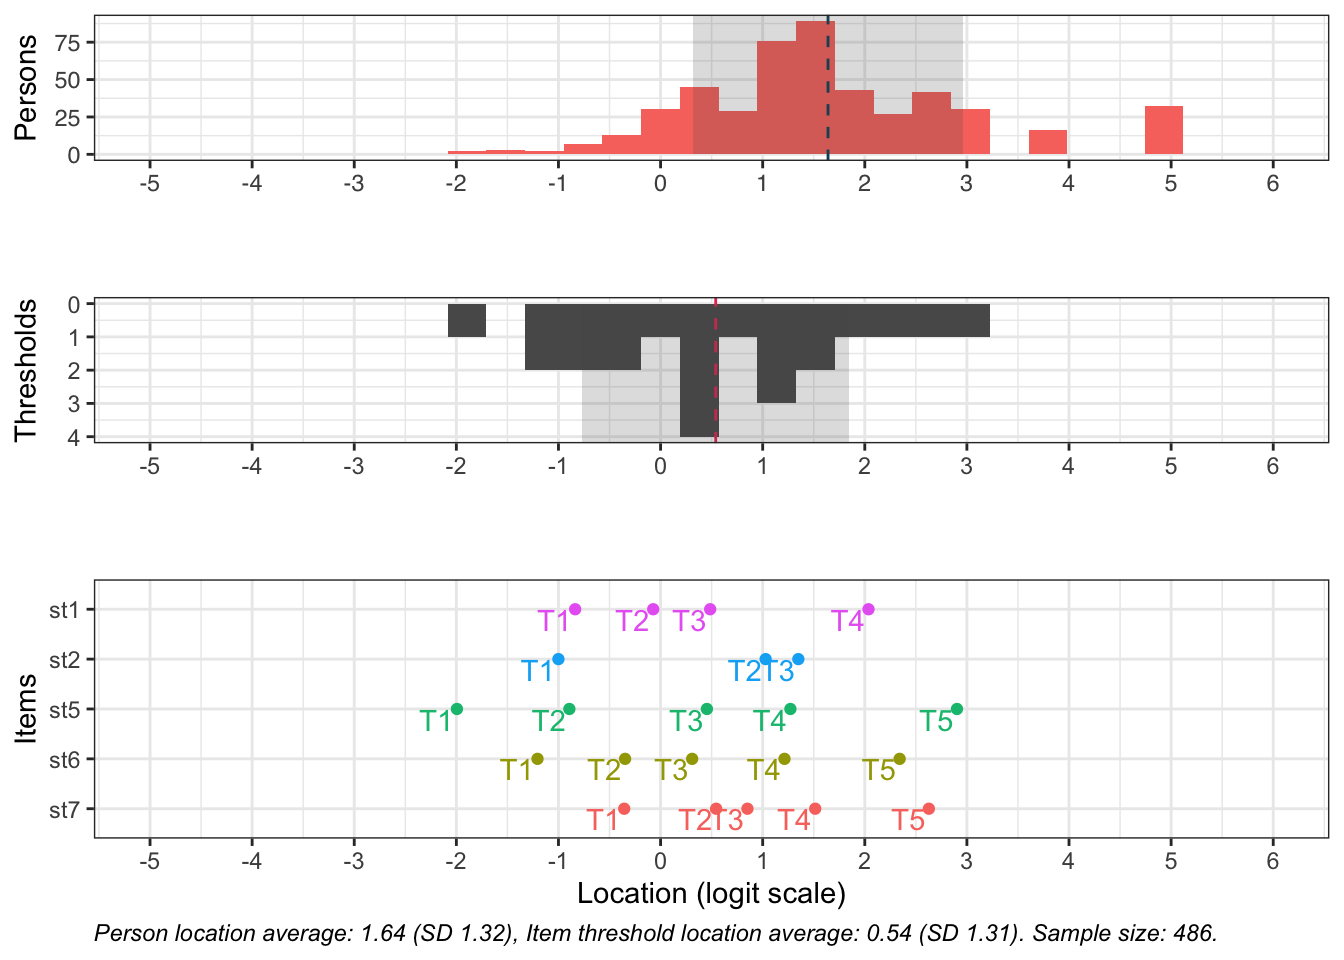 Persons
75
50
25
0
-5 -4 -3 -2 -1 0 1 2 3 4 5 6
Thresholds
0
1
2
3
4
-5 -4 -3 -2 -1 0 1 2 3 4 5 6
Items
st1 T1 T2 T3 T4
st2 T1 T2 T3
st5 T1 T2 T3 T4 T5
st6 T1 T2 T3 T4 T5
st7 T1 T2 T3 T4 T5
-5 -4 -3 -2 -1 0 1 2 3 4 5 6
Location (logit scale)
Person location average: 1.64 (SD 1.32), Item threshold location average: 0.54 (SD 1.31). Sample size: 486.